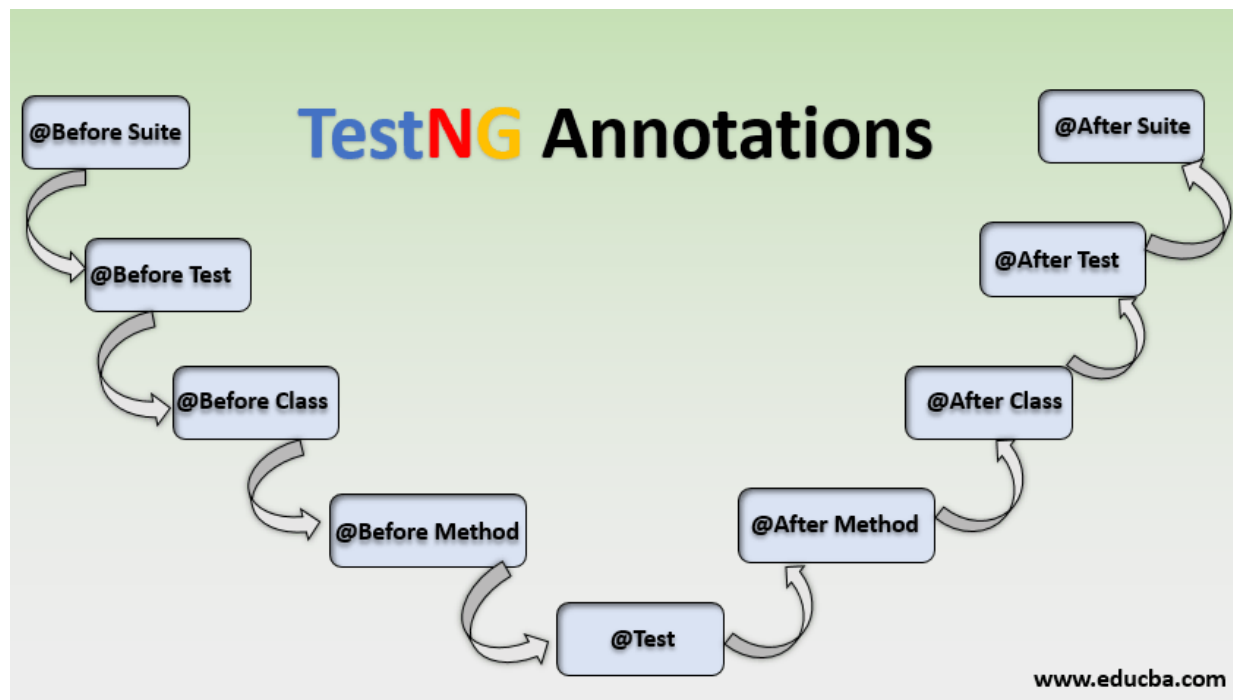 TestNG Annotations
@Before Suite
@Before Test
@Before Class
@Before Method
@Test
@After Method
@After Class
@After Test
@After Suite
www.educba.com